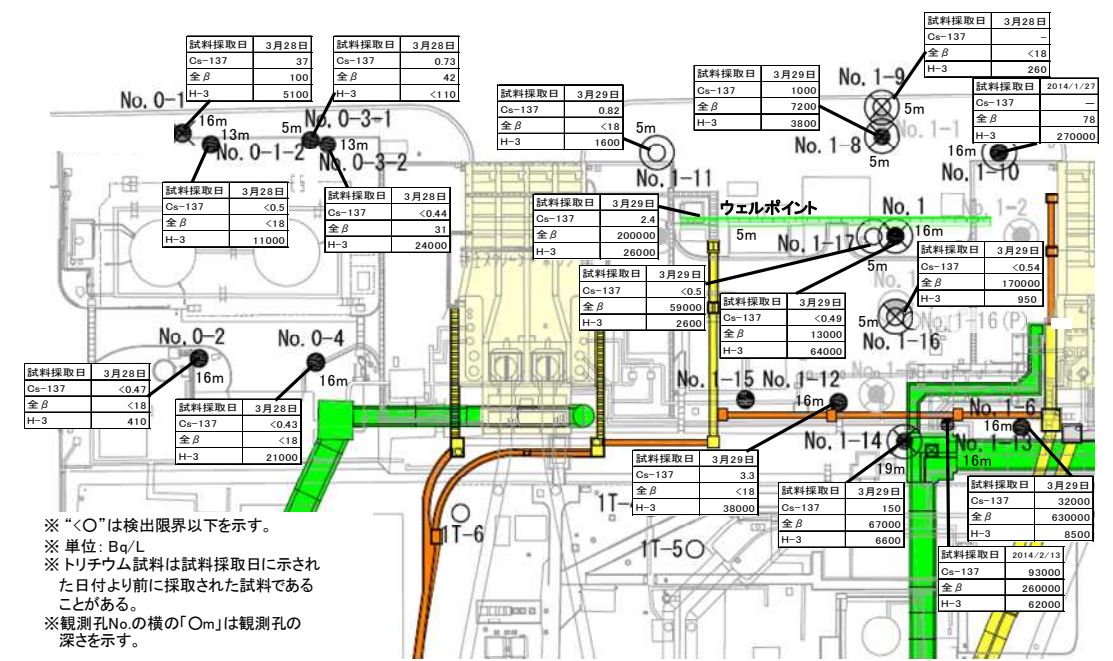 試料採取日 3月28日
Cs-137 37
全β 100
H-3 5100
試料採取日 3月28日
Cs-137 0.73
全β 42
H-3 <110
試料採取日 3月29日
Cs-137 0.82
全β <18
H-3 1600
試料採取日 3月29日
Cs-137 1000
全β 7200
H-3 3800
試料採取日 3月28日
Cs-137 -
全β <18
H-3 260
試料採取日 2014/1/27
Cs-137 -
全β 78
H-3 270000
No. 0-1
16m
13m
No. 0-1-2
5m
No. 0-3-1
13m
No. 0-3-2
5m
No. 1-11
No. 1-9
5m
No. 1-1
No. 1-8
5m
16m
No. 1-10
試料採取日 3月28日
Cs-137 <0.5
全β <18
H-3 11000
試料採取日 3月28日
Cs-137 <0.44
全β 31
H-3 24000
試料採取日 3月29日
Cs-137 2.4
全β 200000
H-3 26000
ウェルポイント
5m
No. 1
16m
No. 1-17
5m
1-2
試料採取日 3月29日
Cs-137 <0.5
全β 59000
H-3 2600
試料採取日 3月29日
Cs-137 <0.49
全β 13000
H-3 64000
試料採取日 3月29日
Cs-137 <0.54
全β 170000
H-3 950
5m
No. 1-16(P)
No. 1-16
No. 0-2
16m
No. 0-4
16m
試料採取日 3月28日
Cs-137 <0.47
全β <18
H-3 410
試料採取日 3月28日
Cs-137 <0.43
全β <18
H-3 21000
No. 1-15
No. 1-12
16m
No. 1-6
16m
No. 1-14
19m
No. 1-13
16m
試料採取日 3月29日
Cs-137 3.3
全β <18
H-3 38000
試料採取日 3月29日
Cs-137 150
全β 67000
H-3 6600
試料採取日 3月29日
Cs-137 32000
全β 630000
H-3 8500
試料採取日 2014/2/13
Cs-137 93000
全β 260000
H-3 62000
1T-6
1T-5
※ “<○”は検出限界以下を示す。
※ 単位: Bq/L
※ トリチウム試料は試料採取日に示され
た日付より前に採取された試料である
ことがある。
※観測孔No.の横の「○m」は観測孔の
深さを示す。